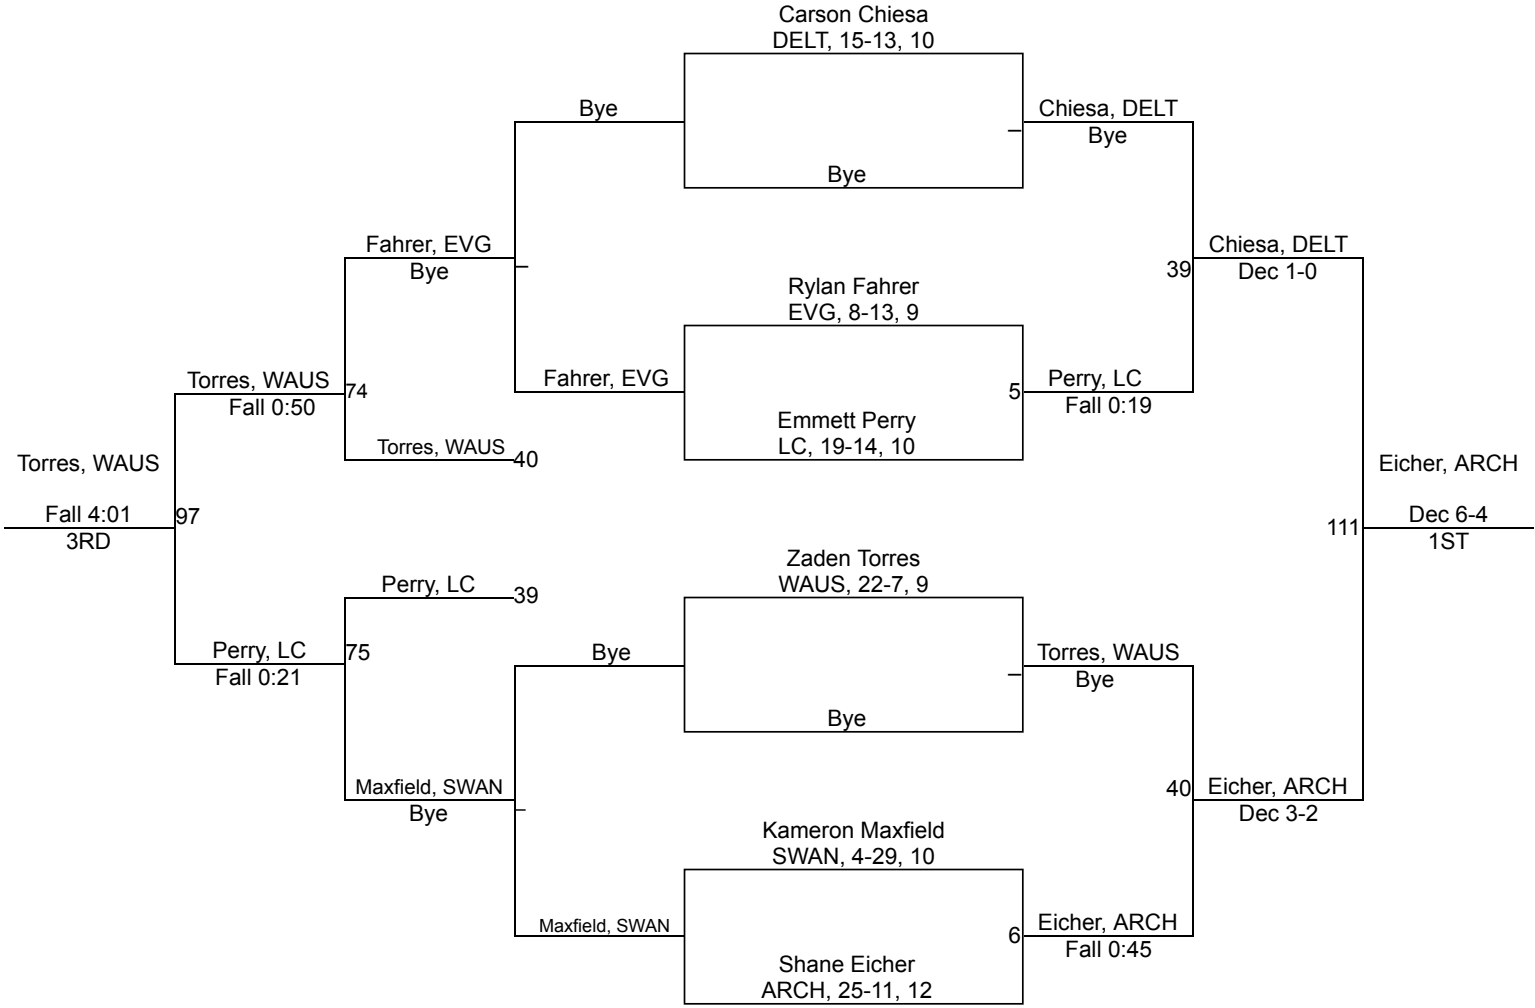 Carson Chiesa
DELT, 15-13, 10
Bye
Chiesa, DELT
Bye
Bye
Fahrer, EVG
Bye
Chiesa, DELT
39
Dec 1-0
Rylan Fahrer
EVG, 8-13, 9
Fahrer, EVG
5
Perry, LC
Fall 0:19
Emmett Perry
LC, 19-14, 10
Torres, WAUS
74
Fall 0:50
Torres, WAUS
40
Torres, WAUS
Fall 4:01
97
3RD
Eicher, ARCH
111
Dec 6-4
1ST
Zaden Torres
WAUS, 22-7, 9
Perry, LC
39
Bye
Torres, WAUS
Bye
Bye
Perry, LC
75
Fall 0:21
Maxfield, SWAN
Bye
40
Eicher, ARCH
Dec 3-2
Kameron Maxfield
SWAN, 4-29, 10
Maxfield, SWAN
6
Eicher, ARCH
Fall 0:45
Shane Eicher
ARCH, 25-11, 12